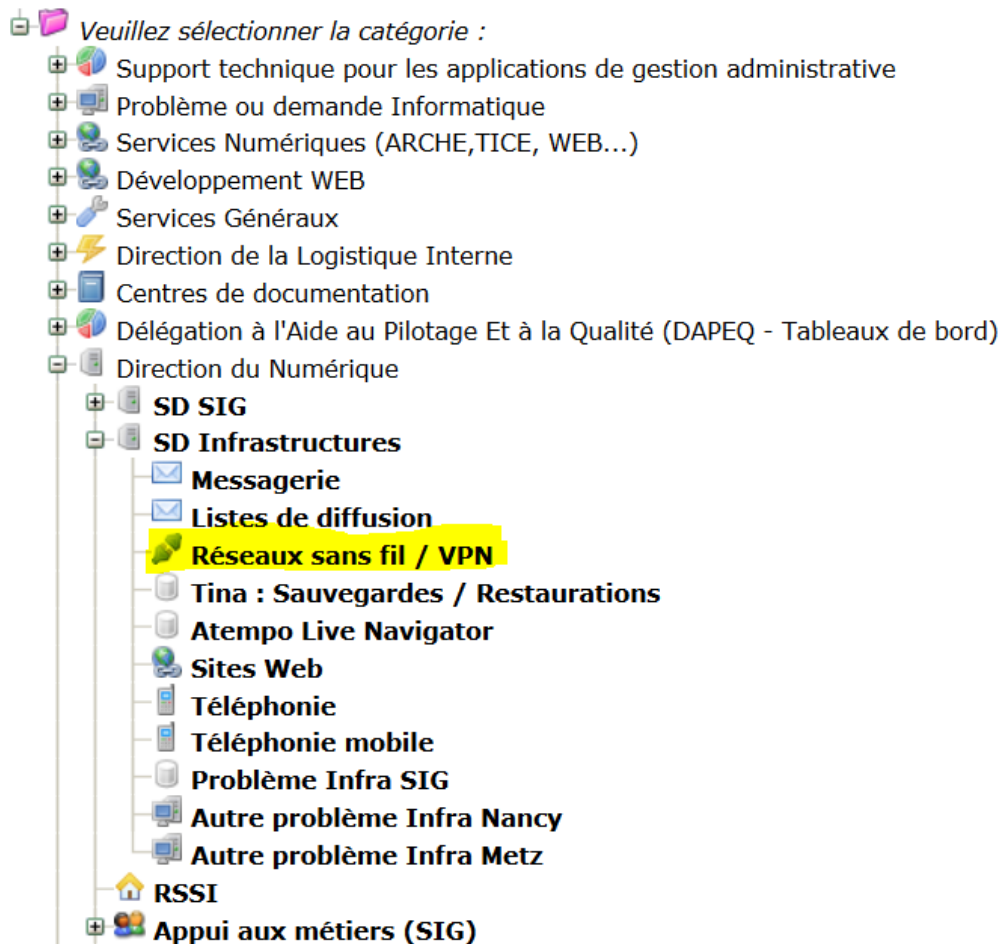 Veuillez sélectionner la catégorie :
Support technique pour les applications de gestion administrative
Problème ou demande Informatique
Services Numériques (ARCHE,TICE, WEB...)
Développement WEB
Services Généraux
Direction de la Logistique Interne
Centres de documentation
Délégation à l'Aide au Pilotage Et à la Qualité (DAPEQ - Tableaux de bord)
Direction du Numérique
SD SIG
SD Infrastructures
Messagerie
Listes de diffusion
Réseaux sans fil / VPN
Tina : Sauvegardes / Restaurations
Atempo Live Navigator
Sites Web
Téléphonie
Téléphonie mobile
Problème Infra SIG
Autre problème Infra Nancy
Autre problème Infra Metz
RSSI
Appui aux métiers (SIG)